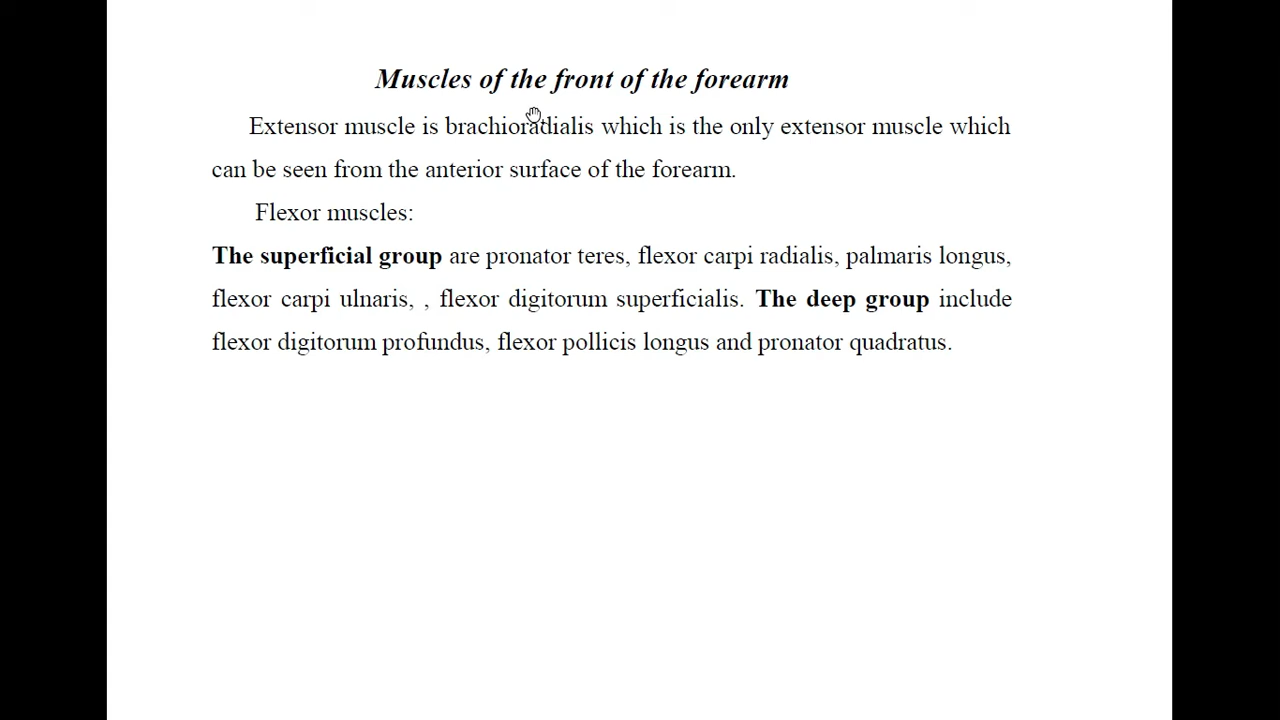 Muscles of the front of the forearm
Extensor muscle is brachioradialis which is the only extensor muscle which
can be seen from the anterior surface of the forearm.
Flexor muscles:
The superficial group are pronator teres, flexor carpi radialis, palmaris longus,
flexor carpi ulnaris, , flexor digitorum superficialis. The deep group include
flexor digitorum profundus, flexor pollicis longus and pronator quadratus.